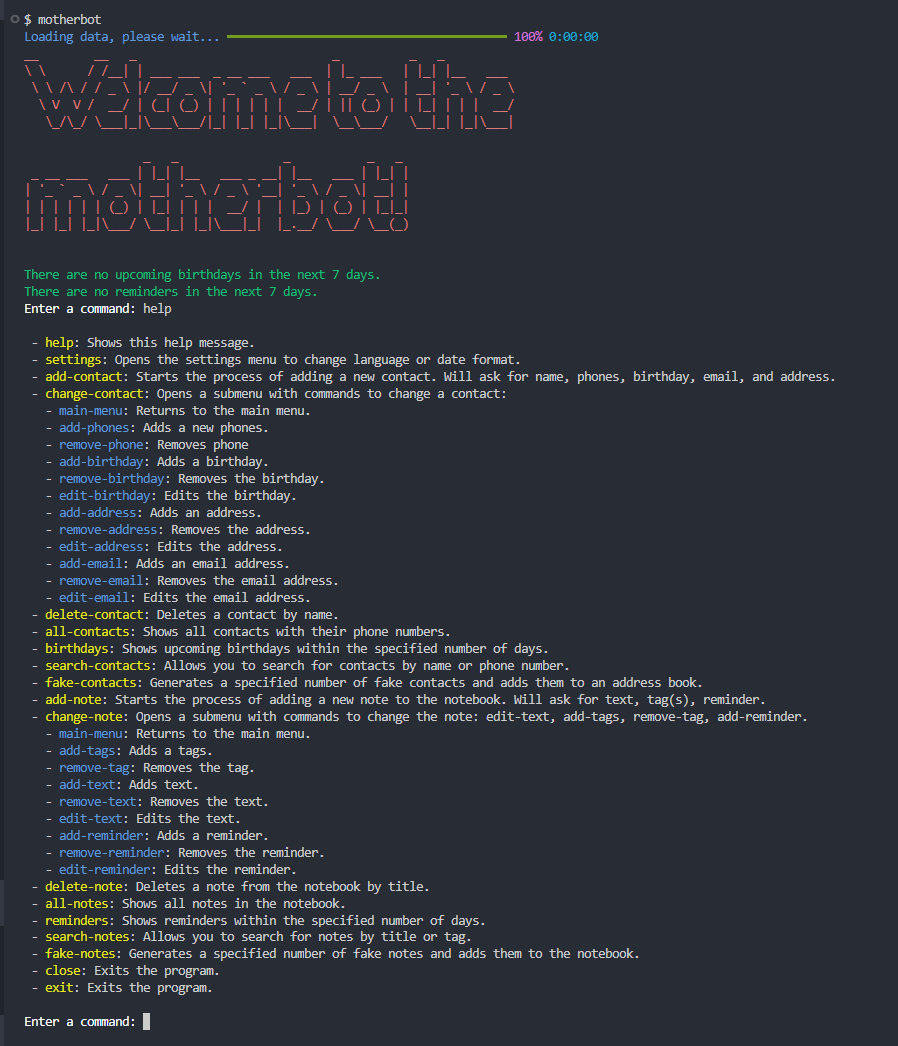 $ motherbot
Loading data, please wait... 100% 0:00:00
Welcome to the
motherbot!
There are no upcoming birthdays in the next 7 days.
There are no reminders in the next 7 days.
Enter a command: help
- help: Shows this help message.
- settings: Opens the settings menu to change language or date format.
- add-contact: Starts the process of adding a new contact. Will ask for name, phones, birthday, email, and address.
- change-contact: Opens a submenu with commands to change a contact:
- main-menu: Returns to the main menu.
- add-phones: Adds a new phones.
- remove-phone: Removes phone
- add-birthday: Adds a birthday.
- remove-birthday: Removes the birthday.
- edit-birthday: Edits the birthday.
- add-address: Adds an address.
- remove-address: Removes the address.
- edit-address: Edits the address.
- add-email: Adds an email address.
- remove-email: Removes the email address.
- edit-email: Edits the email address.
- delete-contact: Deletes a contact by name.
- all-contacts: Shows all contacts with their phone numbers.
- birthdays: Shows upcoming birthdays within the specified number of days.
- search-contacts: Allows you to search for contacts by name or phone number.
- fake-contacts: Generates a specified number of fake contacts and adds them to an address book.
- add-note: Starts the process of adding a new note to the notebook. Will ask for text, tag(s), reminder.
- change-note: Opens a submenu with commands to change the note: edit-text, add-tags, remove-tag, add-reminder.
- main-menu: Returns to the main menu.
- add-tags: Adds a tags.
- remove-tag: Removes the tag.
- add-text: Adds text.
- remove-text: Removes the text.
- edit-text: Edits the text.
- add-reminder: Adds a reminder.
- remove-reminder: Removes the reminder.
- edit-reminder: Edits the reminder.
- delete-note: Deletes a note from the notebook by title.
- all-notes: Shows all notes in the notebook.
- reminders: Shows reminders within the specified number of days.
- search-notes: Allows you to search for notes by title or tag.
- fake-notes: Generates a specified number of fake notes and adds them to the notebook.
- close: Exits the program.
- exit: Exits the program.
Enter a command: